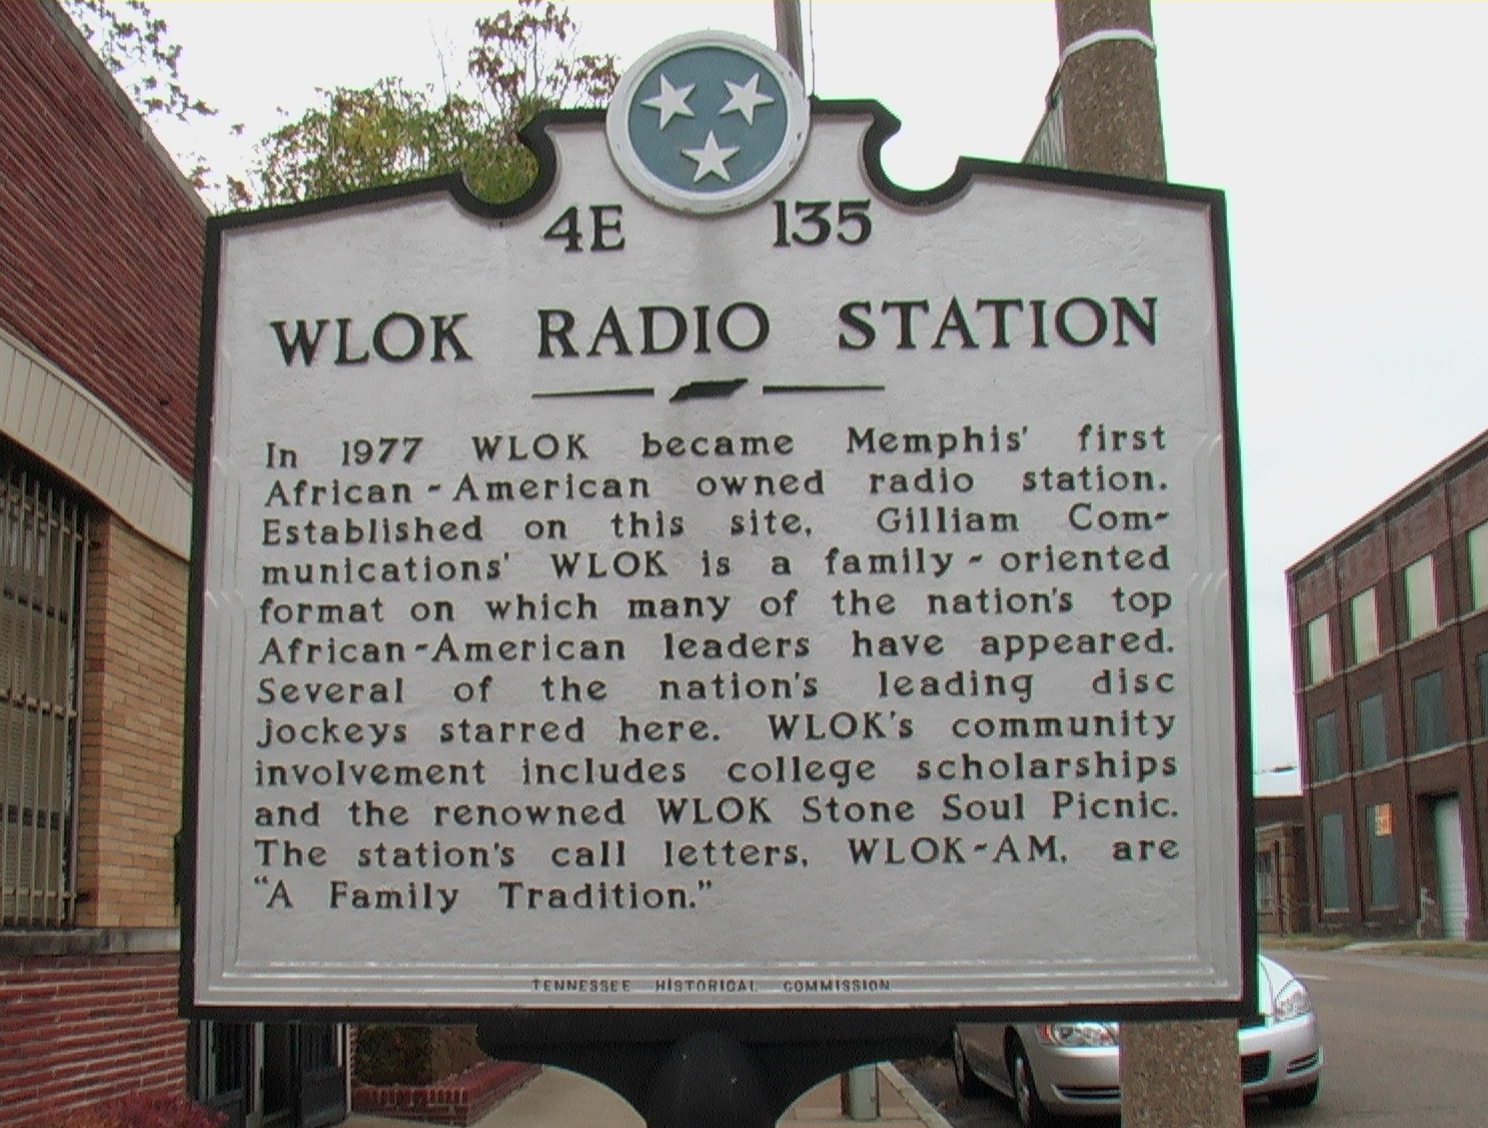 4E 135
WLOK RADIO STATION
In 1977 WLOK became Memphis' first
African-American owned radio station.
Established on this site, Gilliam Com-
munications' WLOK is a family-oriented
format on which many of the nation's top
African-American leaders have appeared.
Several of the nation's leading disc
jockeys starred here. WLOK's community
involvement includes college scholarships
and the renowned WLOK Stone Soul Picnic.
The station's call letters, WLOK-AM, are
“A Family Tradition.”
TENNESSEE HISTORICAL COMMISSION